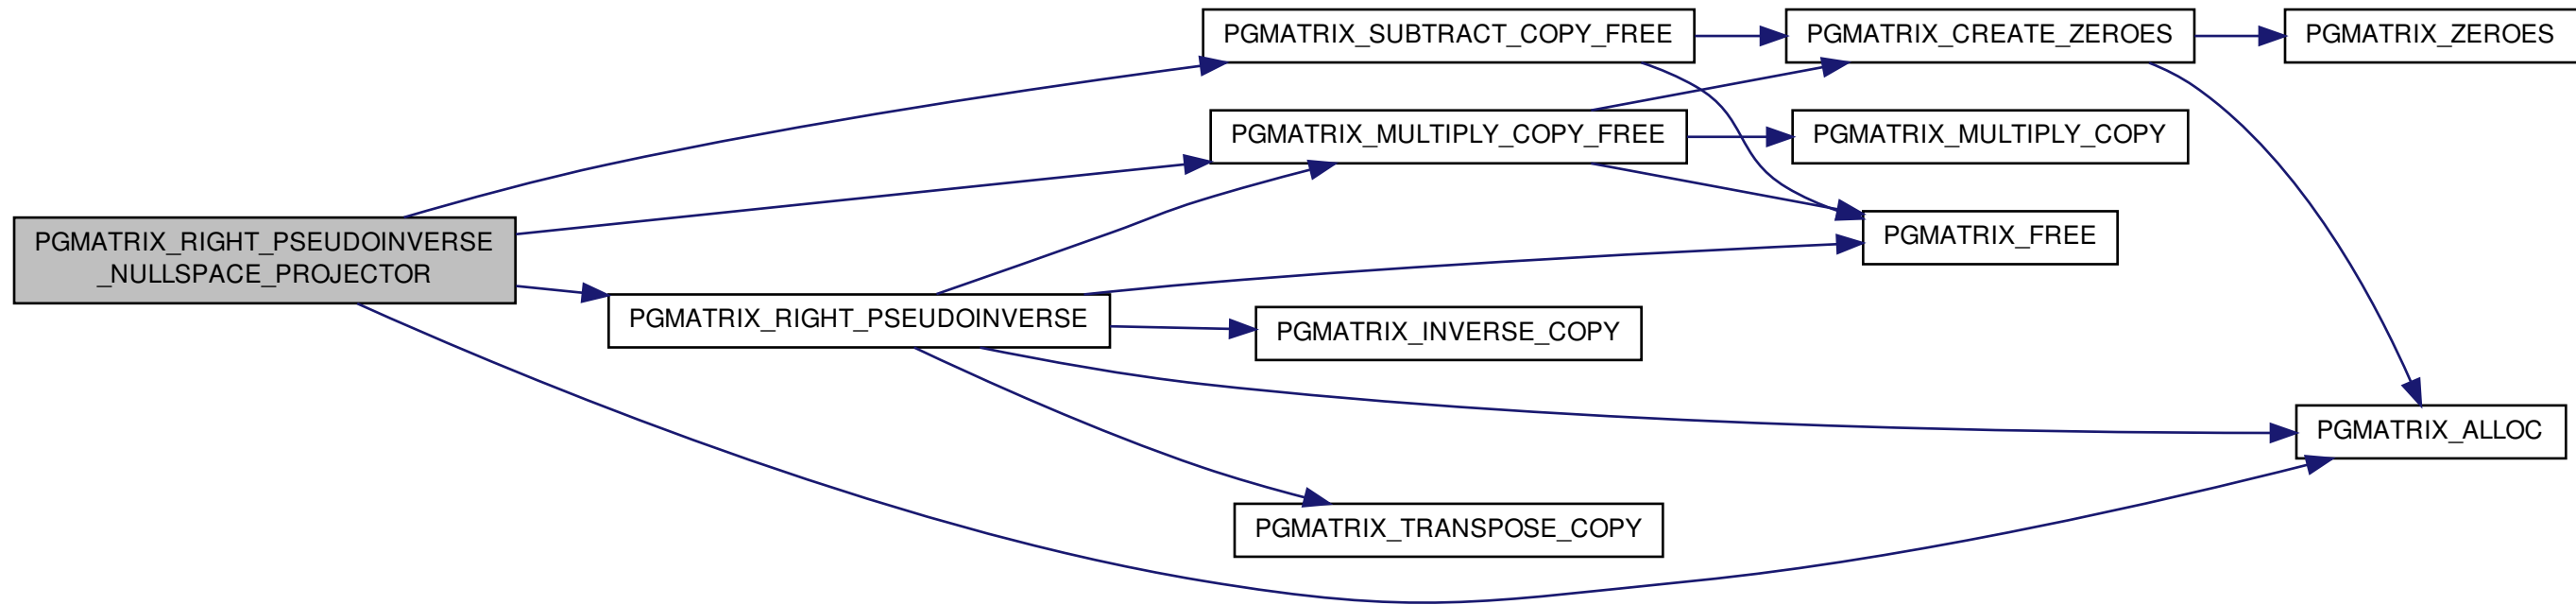 PGMATRIX_SUBTRACT_COPY_FREE
PGMATRIX_CREATE_ZEROES
PGMATRIX_ZEROES
PGMATRIX_MULTIPLY_COPY_FREE
PGMATRIX_MULTIPLY_COPY
PGMATRIX_RIGHT_PSEUDOINVERSE
_NULLSPACE_PROJECTOR
PGMATRIX_FREE
PGMATRIX_RIGHT_PSEUDOINVERSE
PGMATRIX_INVERSE_COPY
PGMATRIX_ALLOC
PGMATRIX_TRANSPOSE_COPY